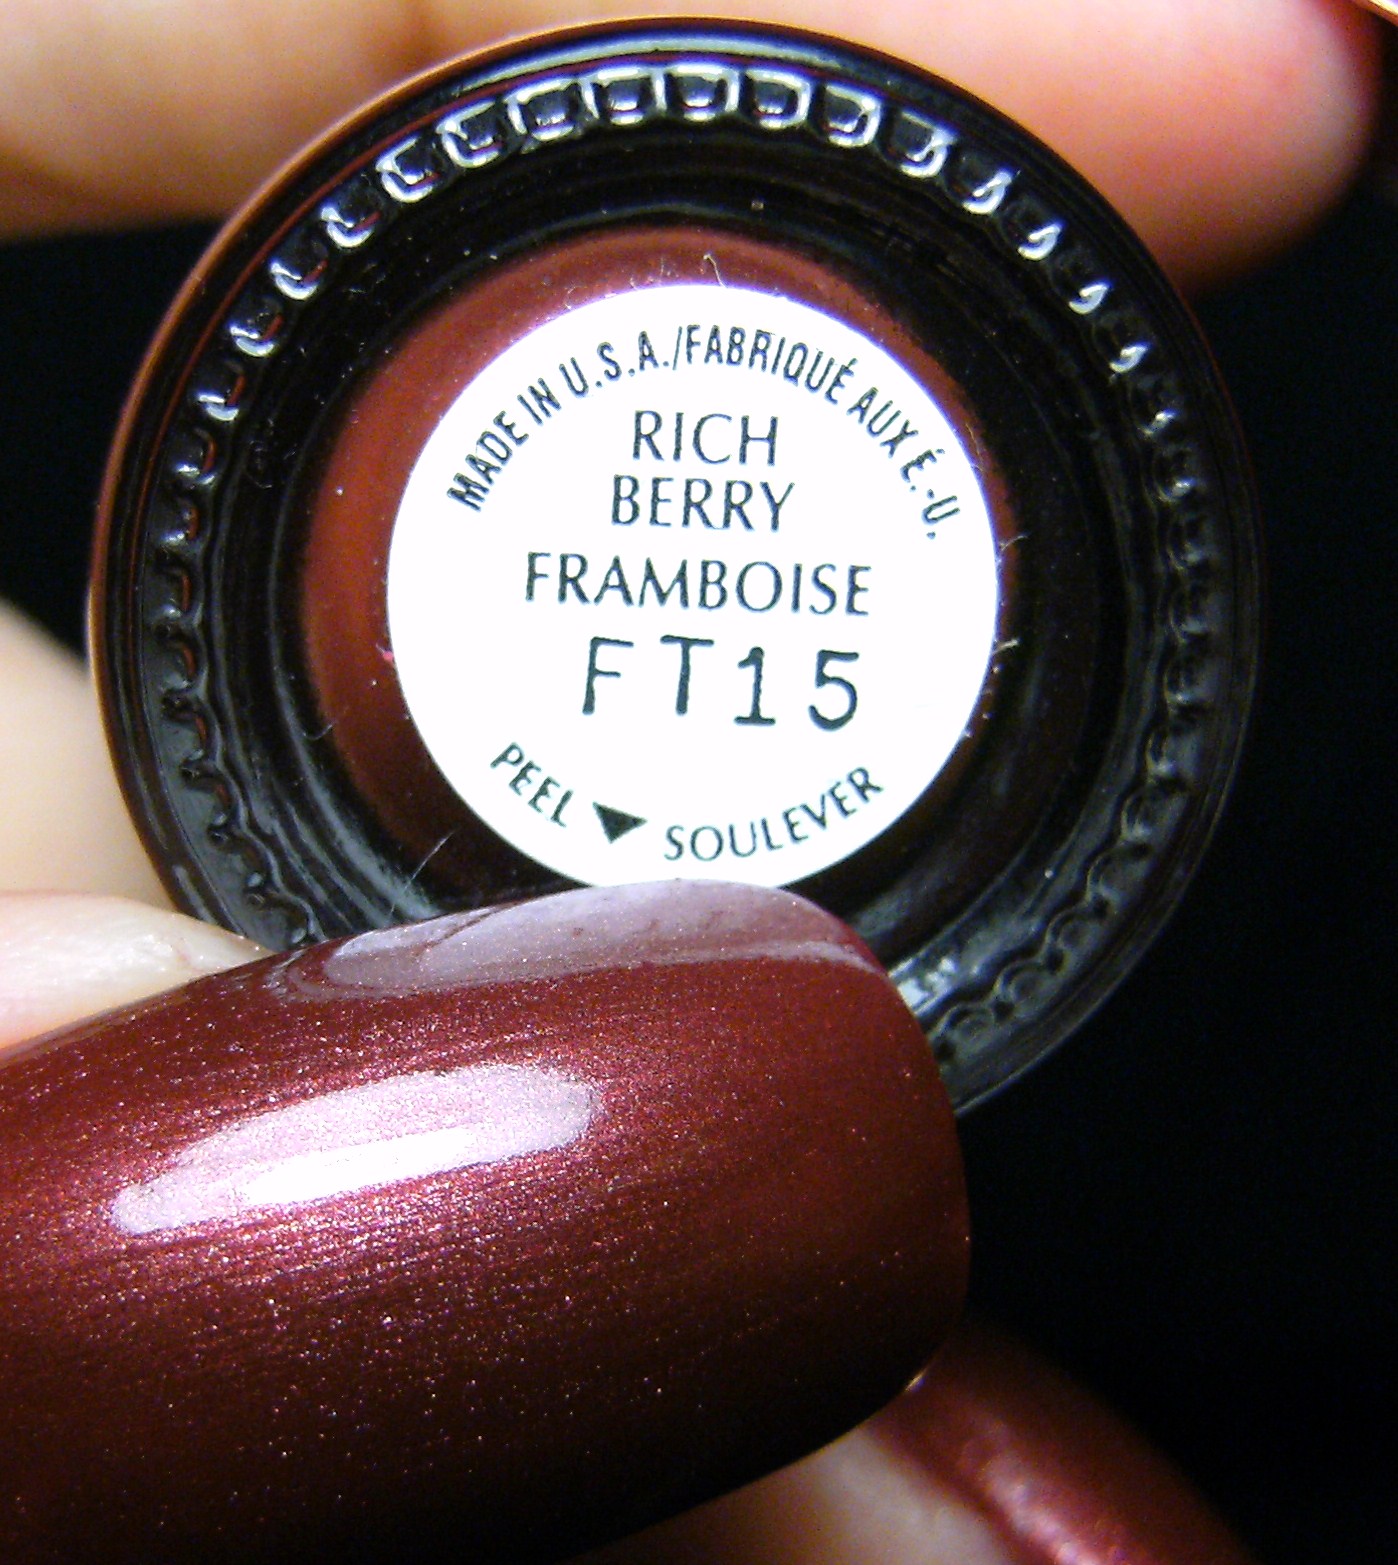 MADE IN U.S.A./FABRIQUÉ AUX É.-U.
RICH
BERRY
FRAMBOISE
FT15
PEEL ▼ SOULEVER